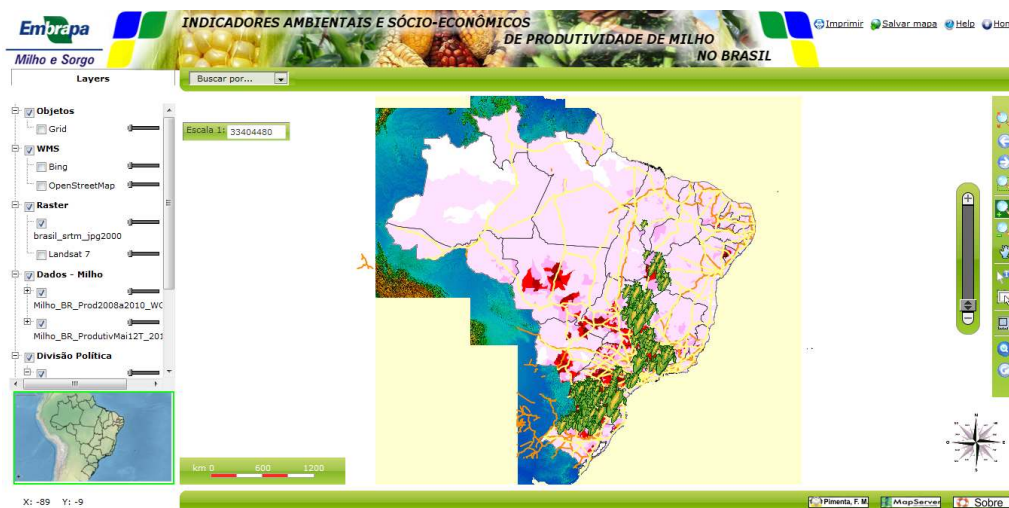 Embrapa
Milho e Sorgo
INDICADORES AMBIENTAIS E SÓCIO-ECONÔMICOS
DE PRODUTIVIDADE DE MILHO
NO BRASIL
Imprimir Salvar mapa Help Hom
Layers
Buscar por...
Escala 1: 33404480
Objetos
Grid
WMS
Bing
OpenStreetMap
Raster
brasil_srtm_jpg2000
Landsat 7
Dados - Milho
Milho_BR_Prod2008a2010_WG
Milho_BR_ProdutivMai12T_201
Divisão Política
km 0 600 1200
X: -89 Y: -9
Pimenta, F. M. MapServer Sobre